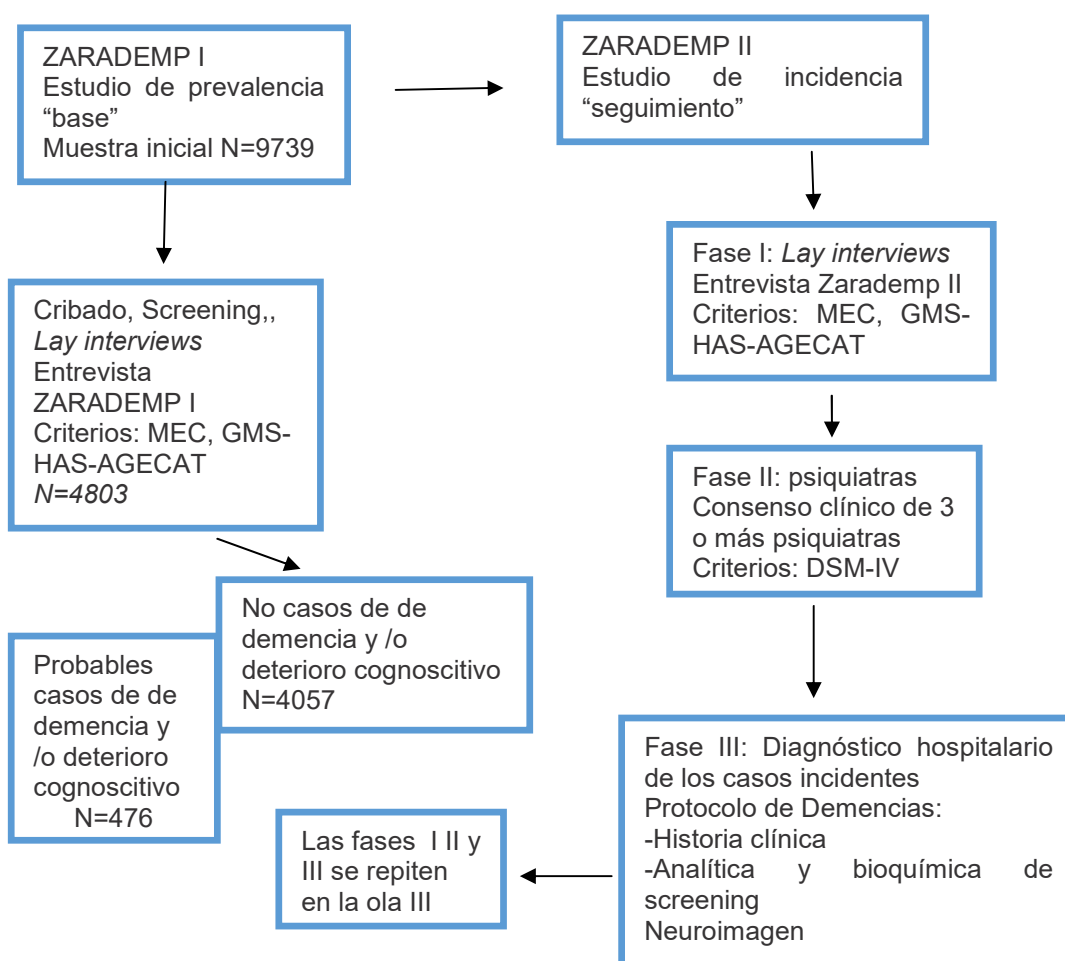 ZARADEMP I
Estudio de prevalencia
“base”
Muestra inicial N=9739
ZARADEMP II
Estudio de incidencia
“seguimiento”
Cribado, Screening,,
Lay interviews
Entrevista
ZARADEMP I
Criterios: MEC, GMS-
HAS-AGECAT
N=4803
Fase I: Lay interviews
Entrevista Zarademp II
Criterios: MEC, GMS-
HAS-AGECAT
Fase II: psiquiatras
Consenso clínico de 3
o más psiquiatras
Criterios: DSM-IV
No casos de de
demencia y /o
deterioro cognoscitivo
N=4057
Probables
casos de de
demencia y
/o deterioro
cognoscitivo
N=476
Fase III: Diagnóstico hospitalario
de los casos incidentes
Protocolo de Demencias:
-Historia clínica
-Analítica y bioquímica de
screening
Neuroimagen
Las fases I II y
III se repiten
en la ola III